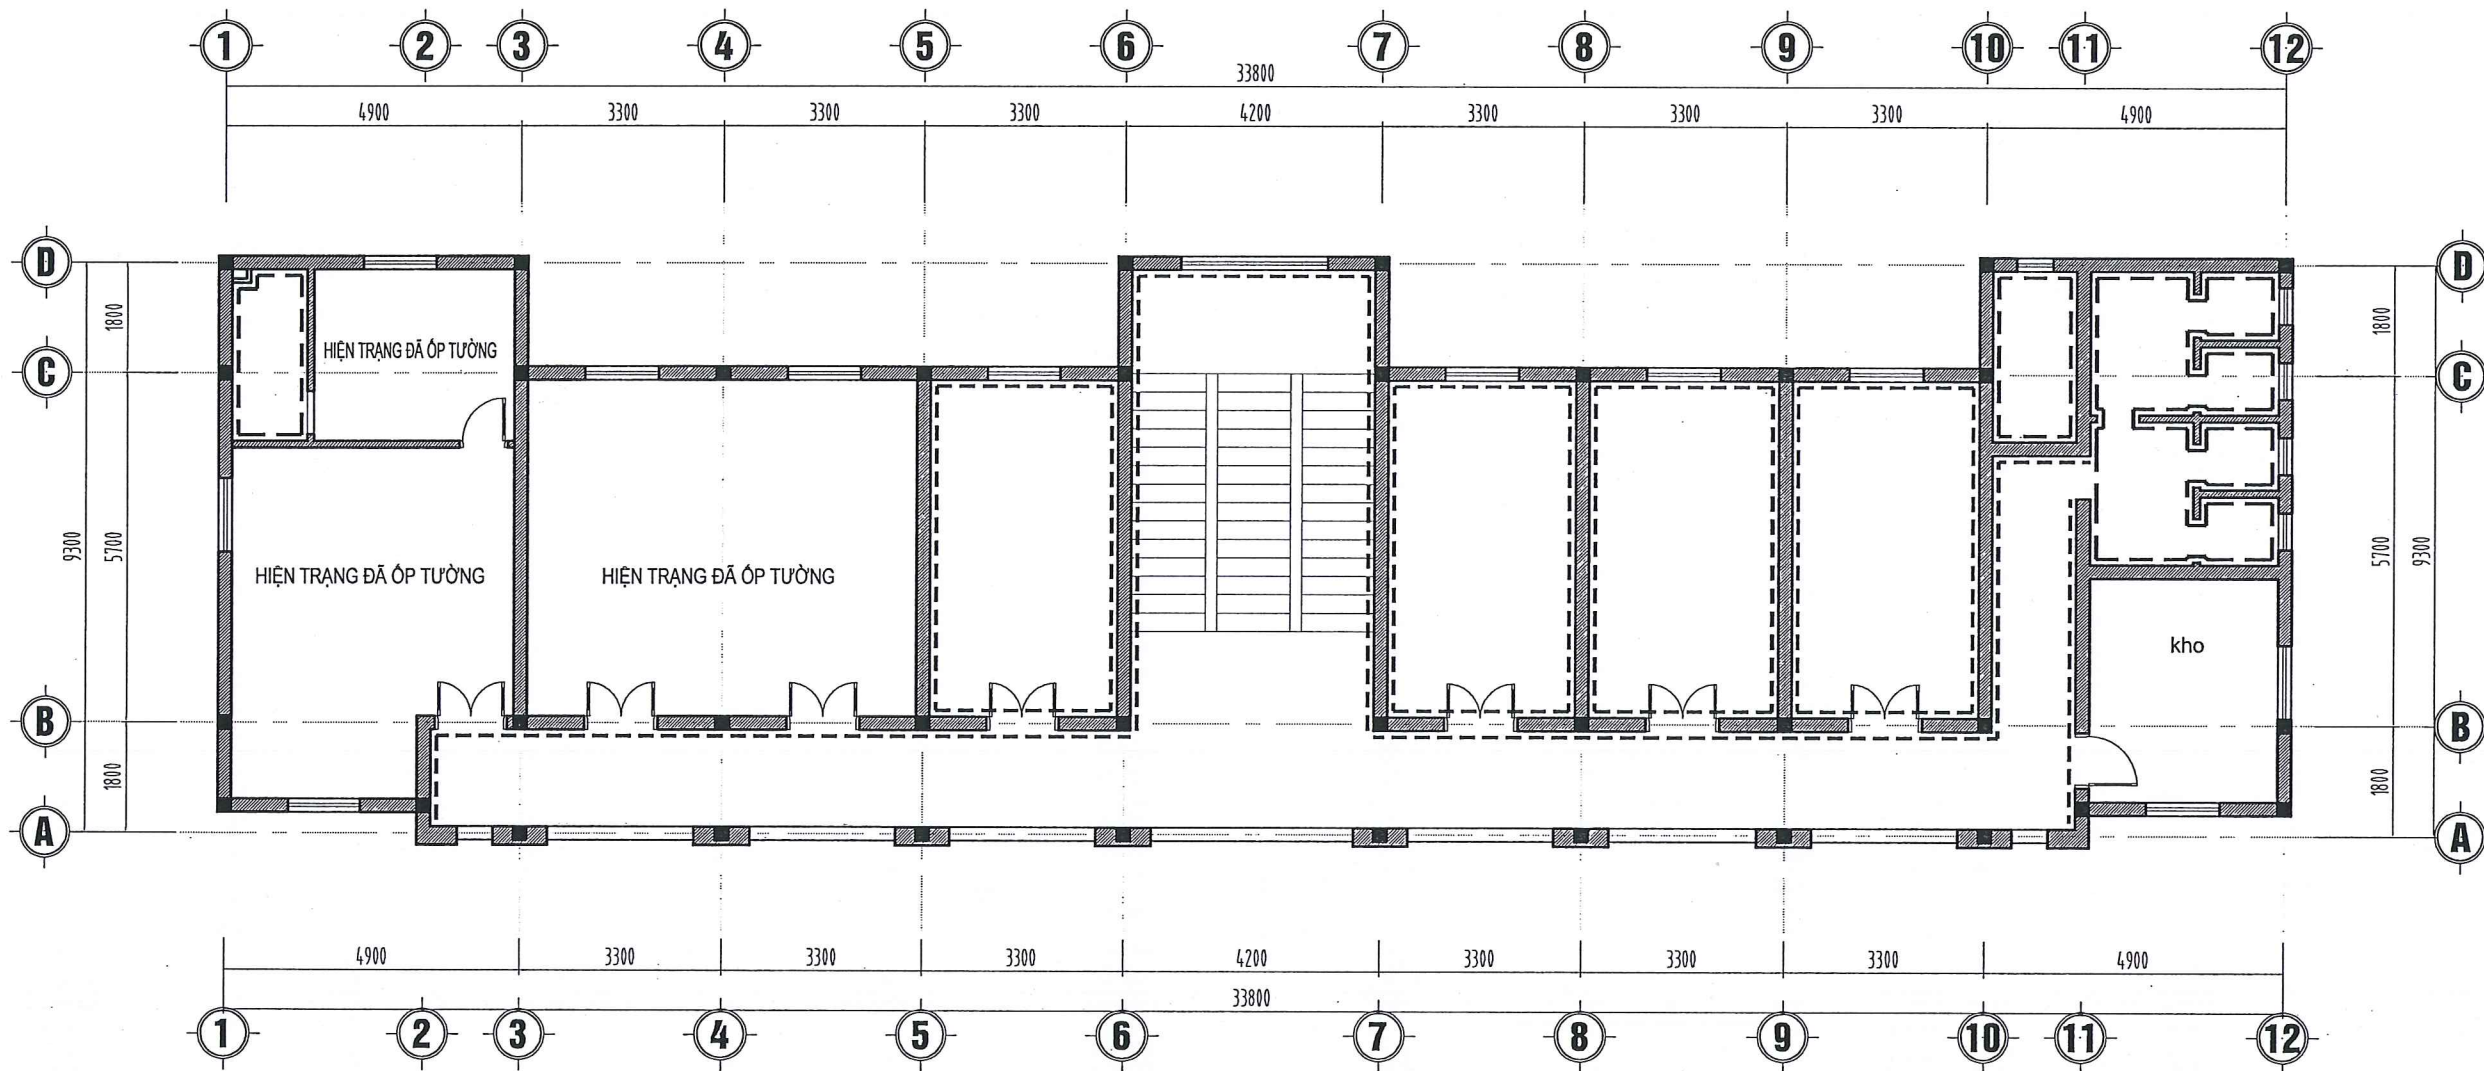 1 2 3 4 5 6 7 8 9 10 11 12
33800
4900 3300 3300 3300 4200 3300 3300 3300 4900
D D
1800 1800
HIỆN TRẠNG ĐÃ ỐP TƯỜNG
C C
9300 5700 5700 9300
HIỆN TRẠNG ĐÃ ỐP TƯỜNG HIỆN TRẠNG ĐÃ ỐP TƯỜNG
kho
B B
1800 1800
A A
4900 3300 3300 3300 4200 3300 3300 3300 4900
33800
1 2 3 4 5 6 7 8 9 10 11 12